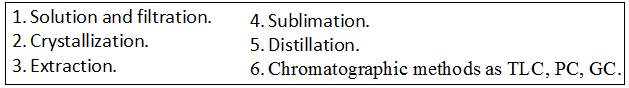 1. Solution and filtration.
2. Crystallization.
3. Extraction.
4. Sublimation.
5. Distillation.
6. Chromatographic methods as TLC, PC, GC.